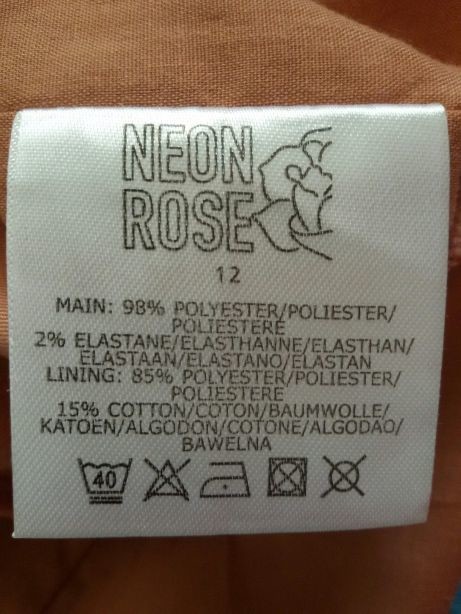 NEON
ROSE
12
MAIN: 98% POLYESTER/POLIESTER/
POLIESTERE
2% ELASTANE/ELASTHANNE/ELASTHAN/
ELASTAAN/ELASTANO/ELASTAN
LINING: 85% POLYESTER/POLIESTER/
POLIESTERE
15% COTTON/COTON/BAUMWOLLE/
KATOEN/ALGODON/COTONE/ALGODAO/
BAWELNA
40